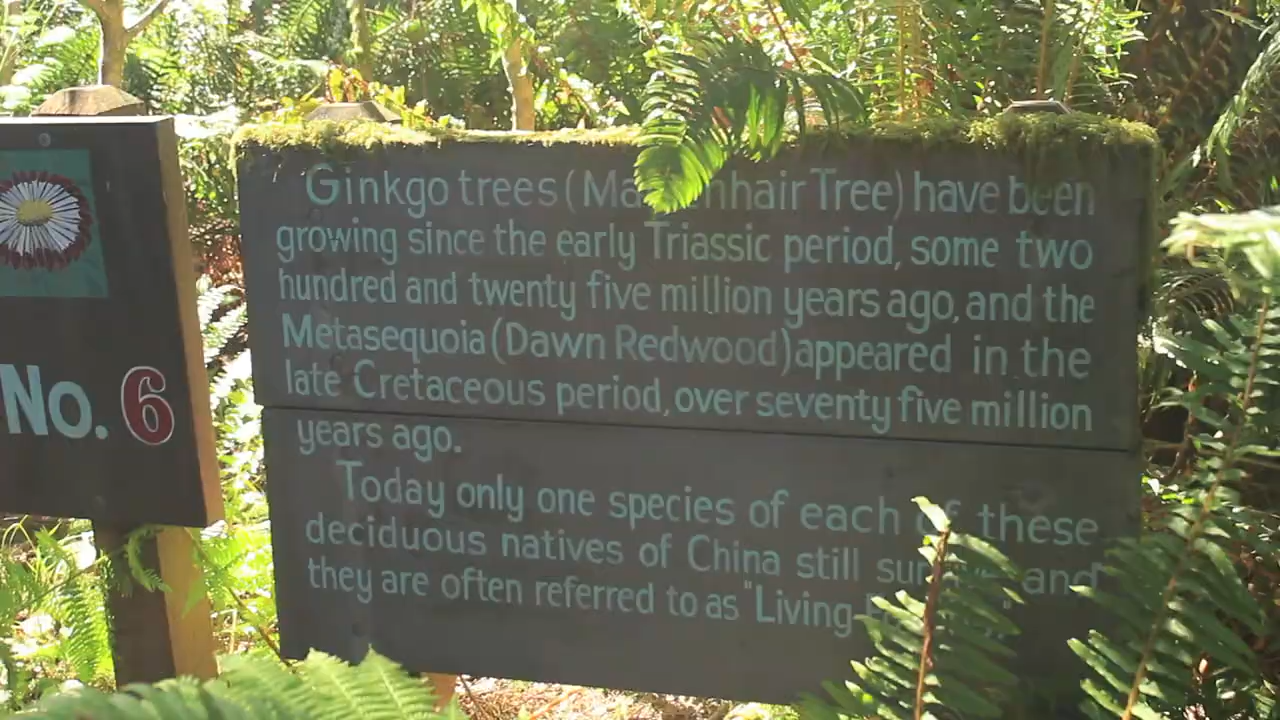 No. 6
Ginkgo trees (Ma nhair Tree) have been
growing since the early Triassic period, some two
hundred and twenty five million years ago, and the
Metasequoia (Dawn Redwood) appeared in the
late Cretaceous period, over seventy five million
years ago.
Today only one species of each of these
deciduous natives of China still and
they are often referred to as "Living